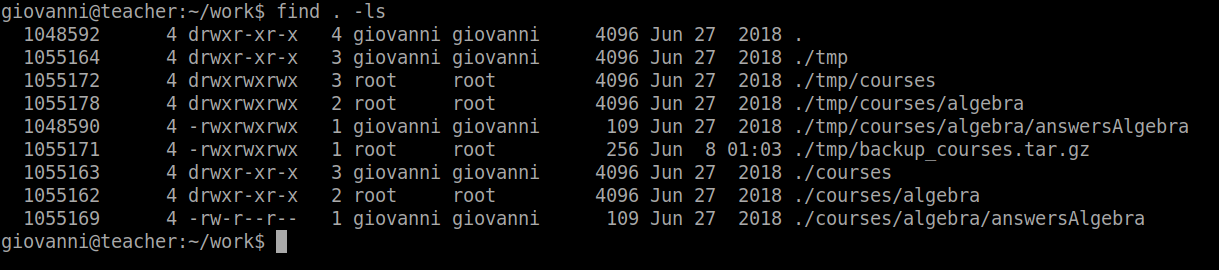 giovanni@teacher:~/work$ find . -ls
1048592 4 drwxr-xr-x 4 giovanni giovanni 4096 Jun 27 2018 .
1055164 4 drwxr-xr-x 3 giovanni giovanni 4096 Jun 27 2018 ./tmp
1055172 4 drwxrwxrwx 3 root root 4096 Jun 27 2018 ./tmp/courses
1055178 4 drwxrwxrwx 2 root root 4096 Jun 27 2018 ./tmp/courses/algebra
1048590 4 -rwxrwxrwx 1 giovanni giovanni 109 Jun 27 2018 ./tmp/courses/algebra/answersAlgebra
1055171 4 -rwxrwxrwx 1 root root 256 Jun 8 01:03 ./tmp/backup_courses.tar.gz
1055163 4 drwxr-xr-x 3 giovanni giovanni 4096 Jun 27 2018 ./courses
1055162 4 drwxr-xr-x 2 root root 4096 Jun 27 2018 ./courses/algebra
1055169 4 -rw-r--r-- 1 giovanni giovanni 109 Jun 27 2018 ./courses/algebra/answersAlgebra
giovanni@teacher:~/work$